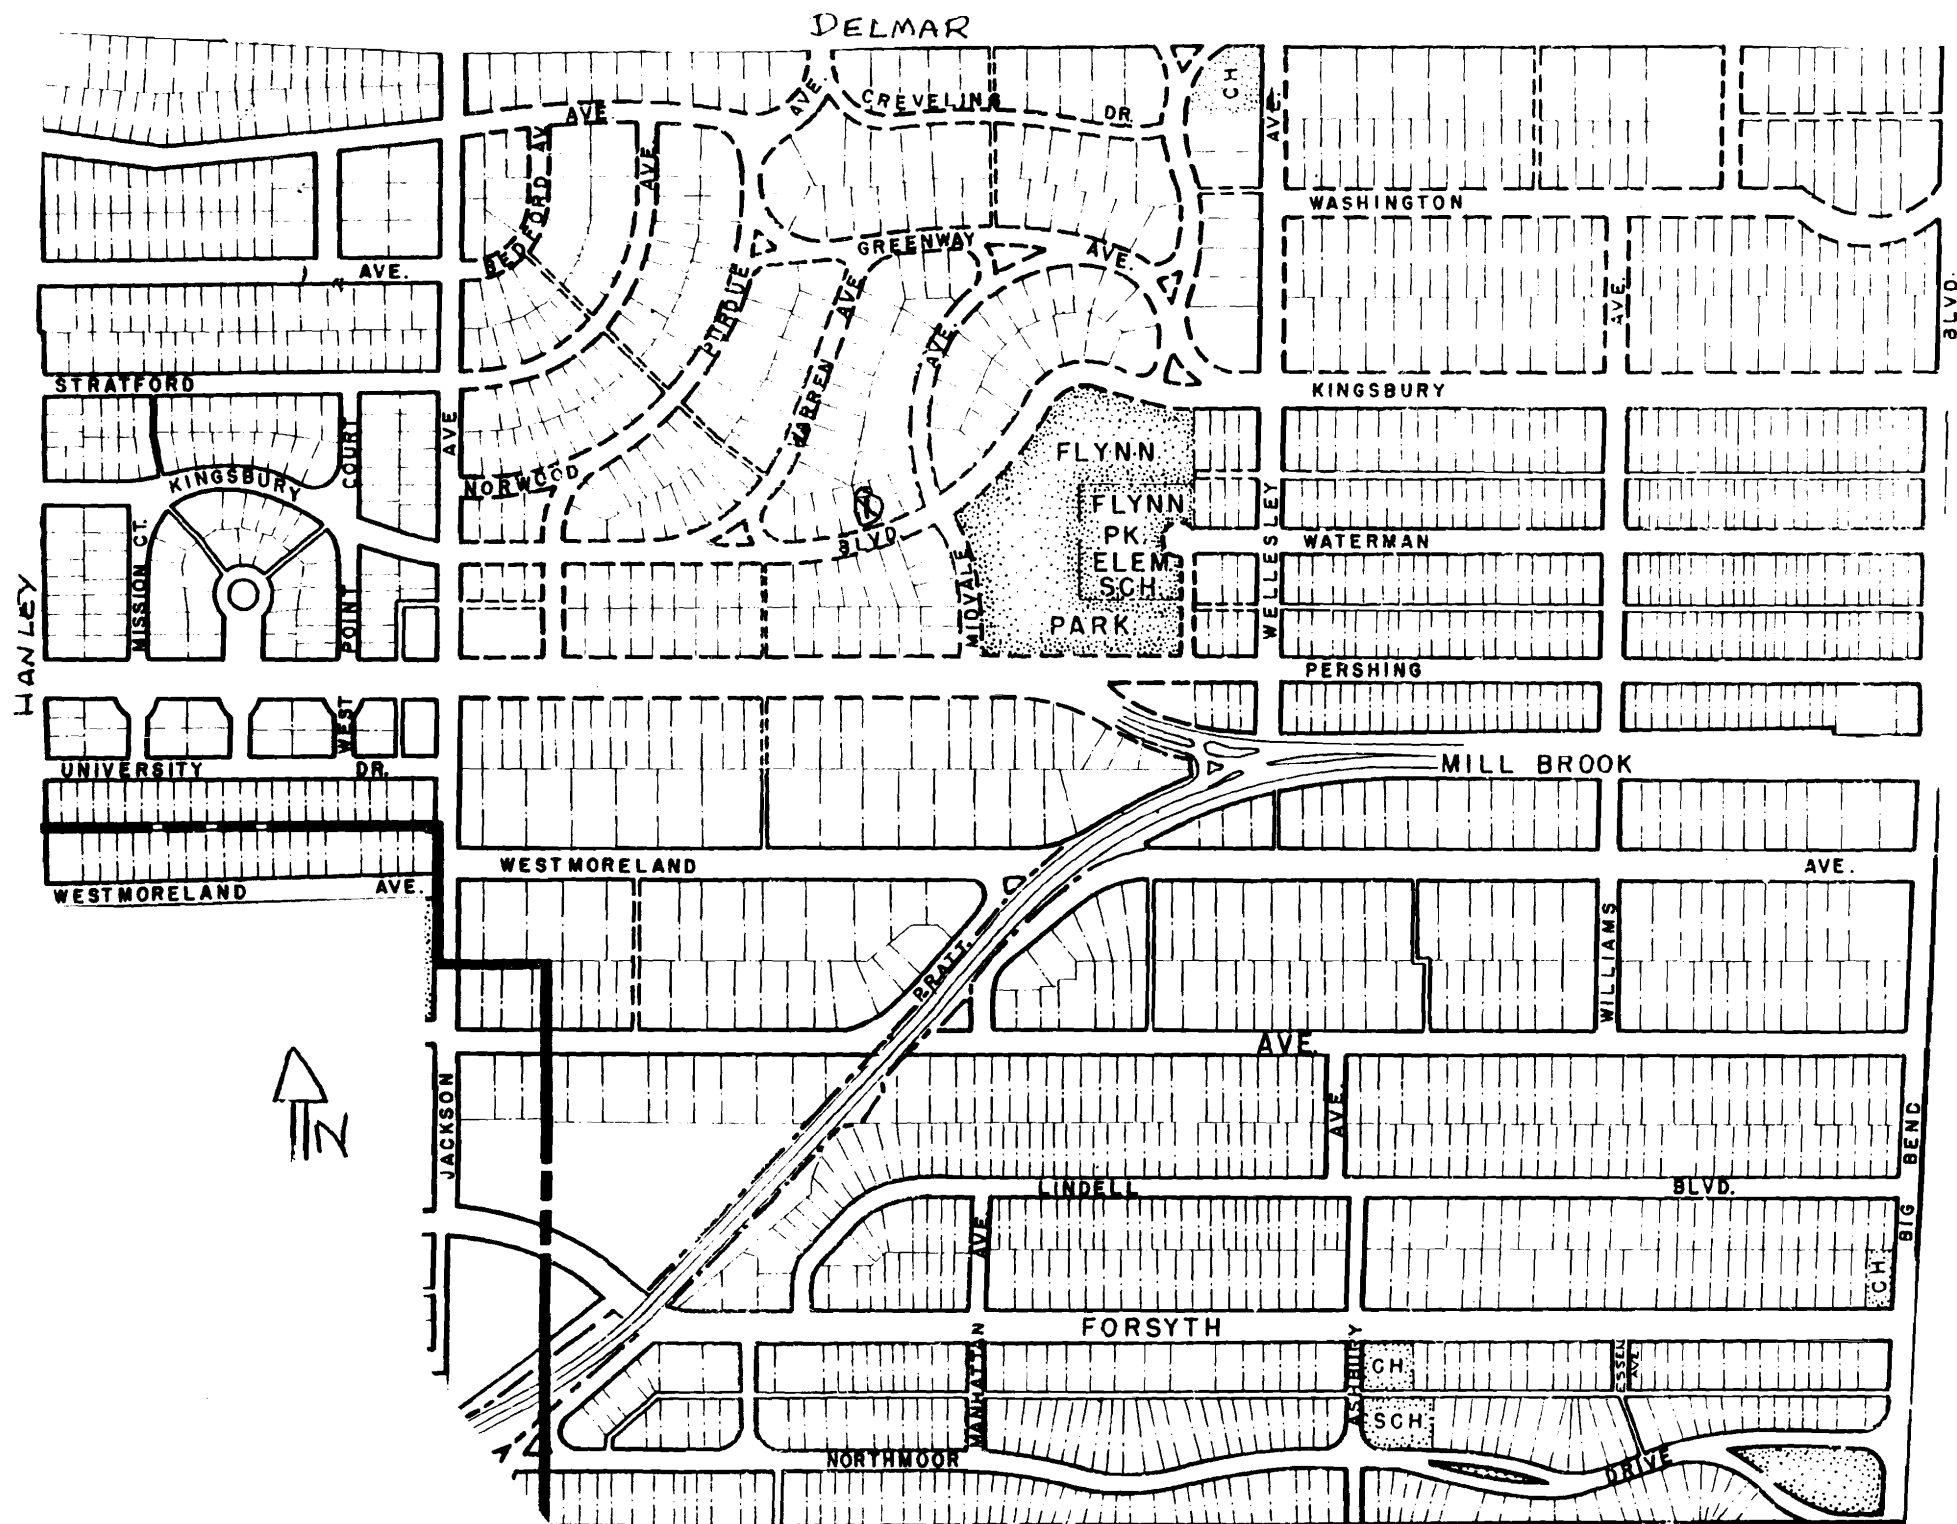 DELMAR
AVE
AVE.
CREVELING
DR.
CH
AVE.
BEDFORD AV
AVE
WASHINGTON
GREENWAY
AVE.
AVE.
PURDUE
WARREN AVE
AVE
AVE.
BLVD.
STRATFORD
KINGSBURY
COURT
AVE
NORWOOD
KINGSBURY
FLYNN
FLYNN
PK.
ELEM
SCH.
PARK
BLVD
MIDVALE
WELLESLEY
WATERMAN
HANLEY
MISSION CT.
POINT
WEST
PERSHING
UNIVERSITY DR.
MILL BROOK
WESTMORELAND
AVE.
WESTMORELAND AVE.
PRATT
WILLIAMS
AVE.
N
JACKSON
AVE.
BEND
LINDELL
BLVD.
AVE
BIG
CH
FORSYTH
MANHATTAN
ASHBURY
CH
ESSEN
AVE
SCH
NORTHMOOR
DRIVE